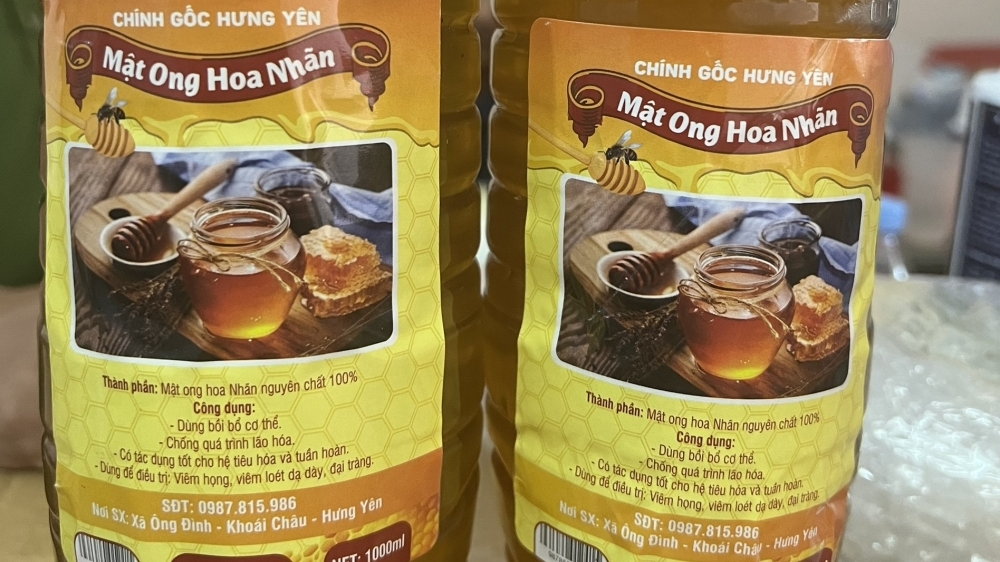 CHÍNH GỐC HƯNG YÊN
Mật Ong Hoa Nhãn
Thành phần: Mật ong hoa Nhãn nguyên chất 100%
Công dụng:
- Dùng bồi bổ cơ thể.
- Chống quá trình lão hóa.
- Có tác dụng tốt cho hệ tiêu hóa và tuần hoàn.
- Dùng để điều trị: Viêm họng, viêm loét dạ dày, đại tràng.
SĐT: 0987.815.986
Nơi SX: Xã Ông Đình - Khoái Châu - Hưng Yên
NET: 1000ml
CHÍNH GỐC HƯNG YÊN
Mật Ong Hoa Nhãn
Thành phần: Mật ong hoa Nhãn nguyên chất 100%
Công dụng:
- Dùng bồi bổ cơ thể.
- Chống quá trình lão hóa.
- Có tác dụng tốt cho hệ tiêu hóa và tuần hoàn.
- Dùng để điều trị: Viêm họng, viêm loét dạ dày, đại tràng.
SĐT: 0987.815.986
Nơi SX: Xã Ông Đình - Khoái Châu - Hưng Yên